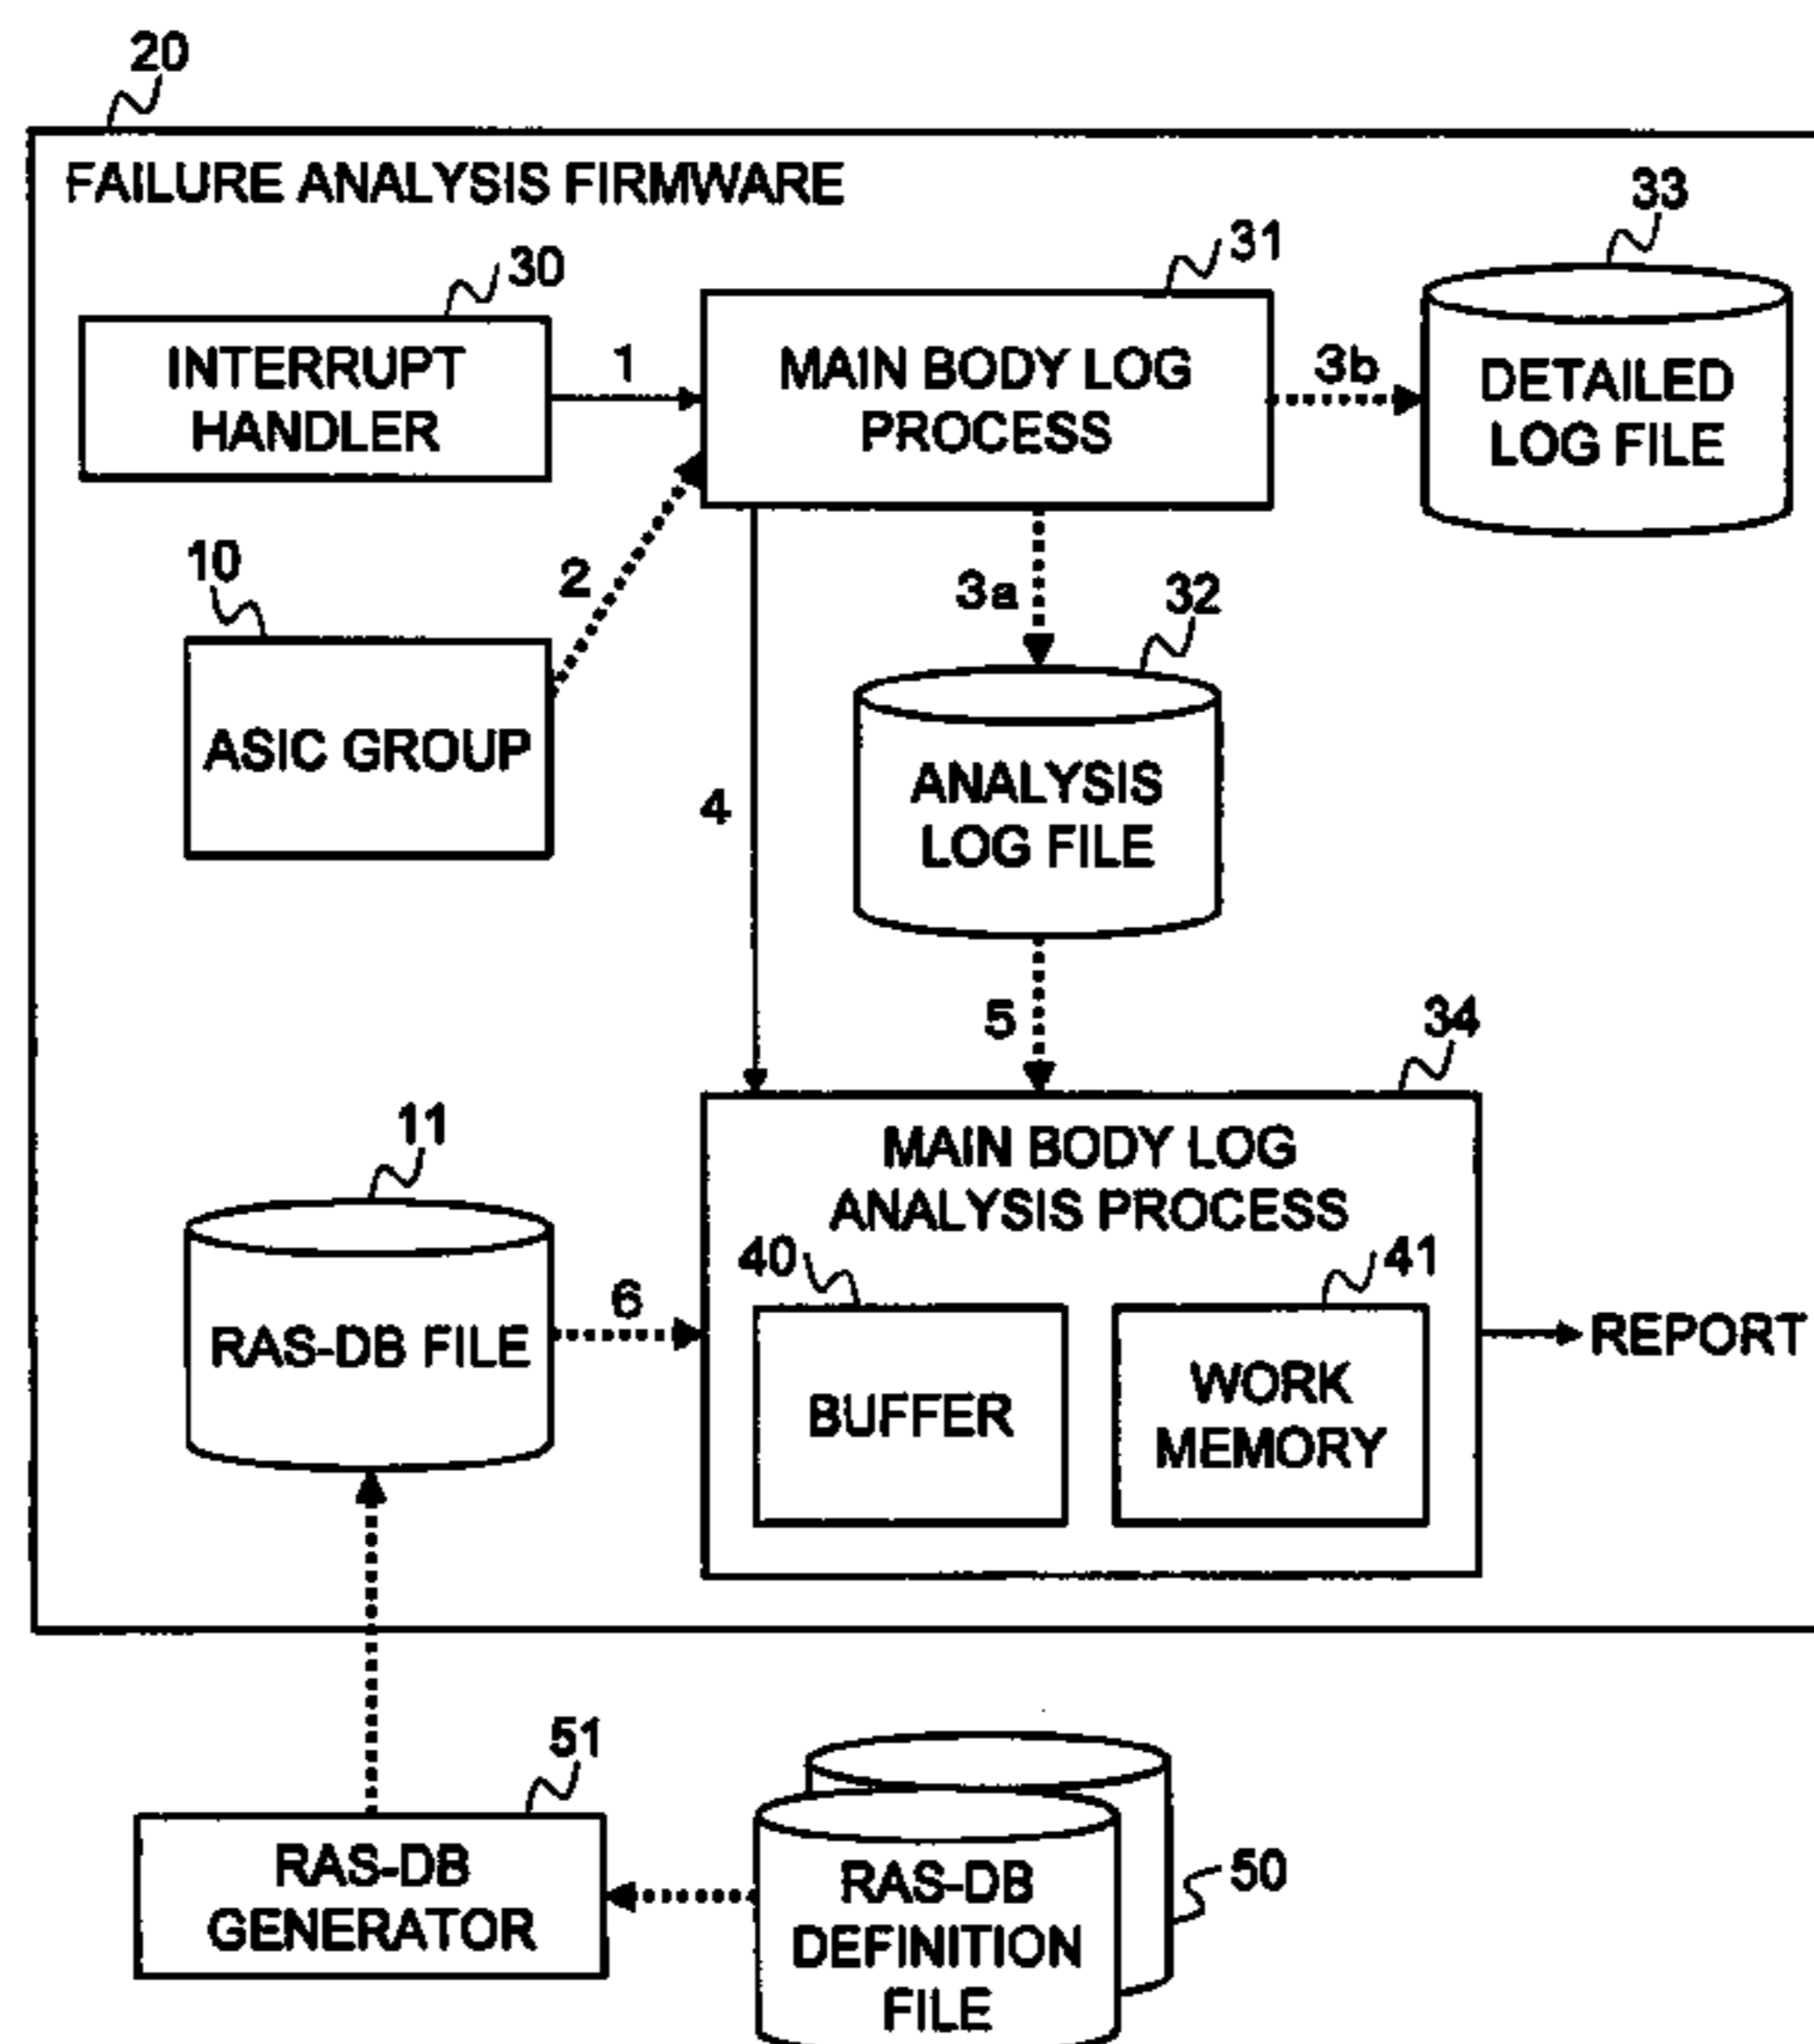 20
FAILURE ANALYSIS FIRMWARE
33
31
30
INTERRUPT
HANDLER
1
MAIN BODY LOG
PROCESS
3b
DETAILED
LOG FILE
10
2
3a
32
ASIC GROUP
4
ANALYSIS
LOG FILE
5
34
11
MAIN BODY LOG
ANALYSIS PROCESS
40
41
RAS-DB FILE
6
BUFFER
WORK
MEMORY
REPORT
51
RAS-DB
GENERATOR
RAS-DB
DEFINITION
FILE
50